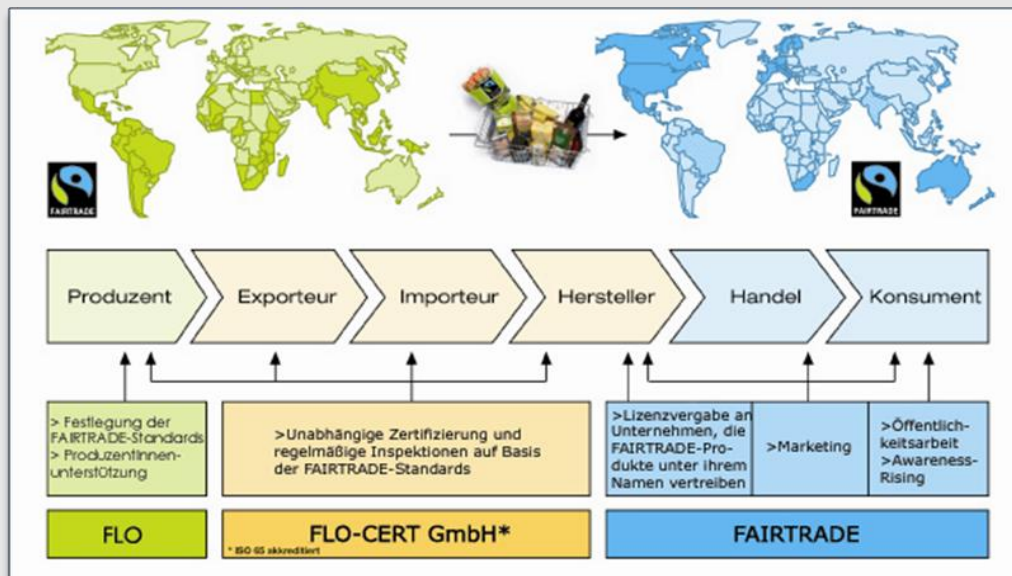 FAIRTRADE
FAIRTRADE
Produzent
Exporteur
Importeur
Hersteller
Handel
Konsument
> Festlegung der
FAIRTRADE-Standards
> ProduzentInnen-
unterstützung
>Unabhängige Zertifizierung und
regelmäßige Inspektionen auf Basis
der FAIRTRADE-Standards
>Lizenzvergabe an
Unternehmen, die
FAIRTRADE-Pro-
dukte unter ihrem
Namen vertreiben
>Marketing
>Öffentlich-
keitsarbeit
>Awareness-
Rising
FLO
FLO-CERT GmbH*
* ISO 65 akkreditiert
FAIRTRADE